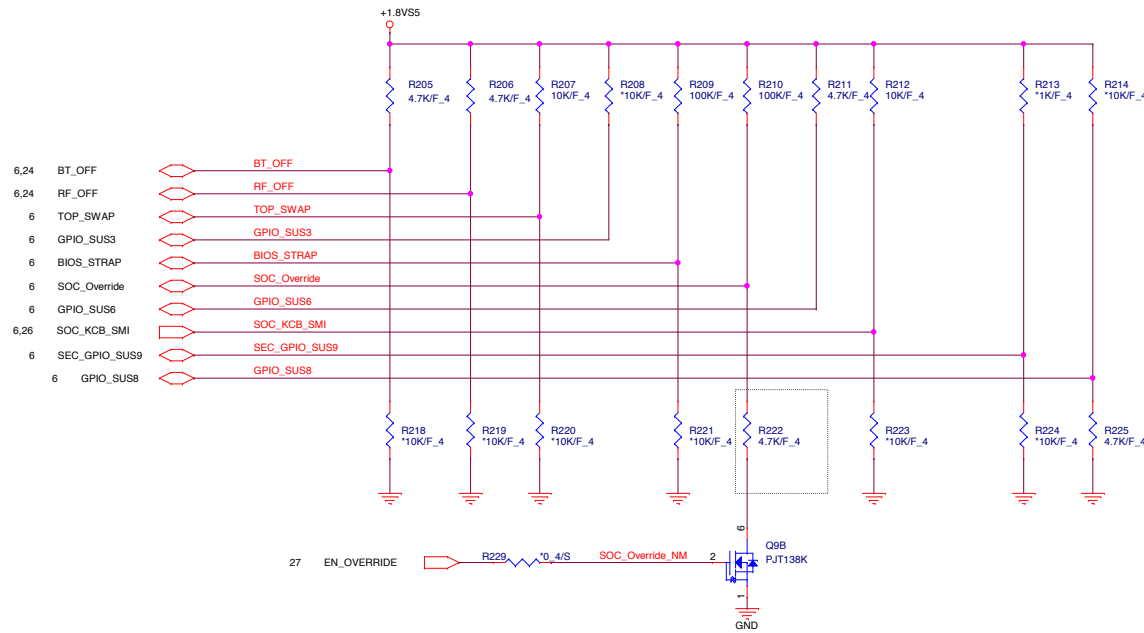 +1.8VS5
R205
4.7K/F_4
R206
4.7K/F_4
R207
10K/F_4
R208
*10K/F_4
R209
100K/F_4
R210
100K/F_4
R211
4.7K/F_4
R212
10K/F_4
R213
*1K/F_4
R214
*10K/F_4
6,24 BT_OFF BT_OFF
6,24 RF_OFF RF_OFF
6 TOP_SWAP TOP_SWAP
6 GPIO_SUS3 GPIO_SUS3
6 BIOS_STRAP BIOS_STRAP
6 SOC_Override SOC_Override
6 GPIO_SUS6 GPIO_SUS6
6,26 SOC_KCB_SMI SOC_KCB_SMI
6 SEC_GPIO_SUS9 SEC_GPIO_SUS9
6 GPIO_SUS8 GPIO_SUS8
R218
*10K/F_4
R219
*10K/F_4
R220
*10K/F_4
R221
*10K/F_4
R222
4.7K/F_4
R223
*10K/F_4
R224
*10K/F_4
R225
4.7K/F_4
27 EN_OVERRIDE R229 *0_4/S SOC_Override_NM 2
6
Q9B
PJT138K
1
GND